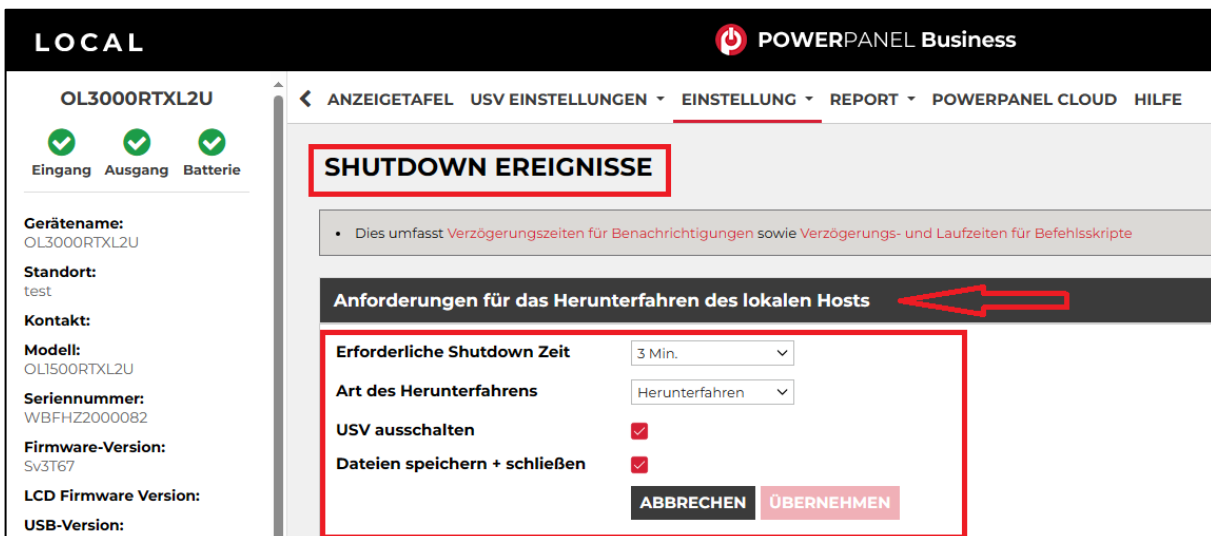 LOCAL
POWERPANEL Business
OL3000RTXL2U
Eingang Ausgang Batterie
Gerätename:
OL3000RTXL2U
Standort:
test
Kontakt:
Modell:
OL1500RTXL2U
Seriennummer:
WBFHZ2000082
Firmware-Version:
Sv3T67
LCD Firmware Version:
USB-Version:
ANZEIGETAFEL USV EINSTELLUNGEN EINSTELLUNG REPORT POWERPANEL CLOUD HILFE
SHUTDOWN EREIGNISSE
• Dies umfasst Verzögerungszeiten für Benachrichtigungen sowie Verzögerungs- und Laufzeiten für Befehlsskripte
Anforderungen für das Herunterfahren des lokalen Hosts
Erforderliche Shutdown Zeit 3 Min.
Art des Herunterfahrens Herunterfahren
USV ausschalten
Dateien speichern + schließen
ABBRECHEN ÜBERNEHMEN